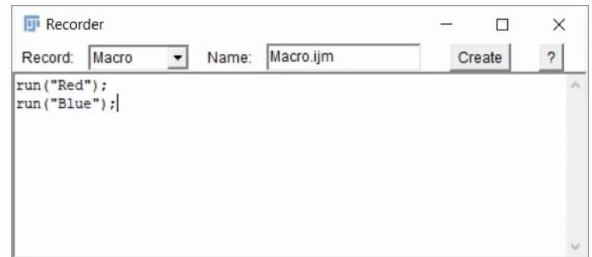 Recorder
Record: Macro Name: Macro.ijm Create ?
run("Red");
run("Blue");